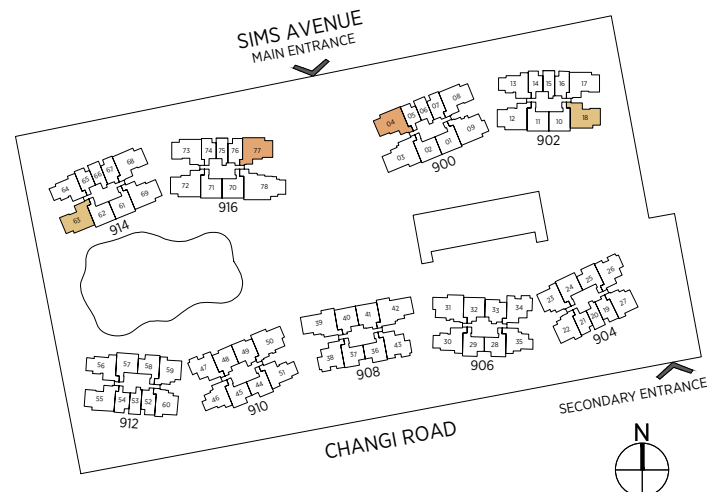 SIMS AVENUE
MAIN ENTRANCE
13 14 15 16 17
12 11 10 18
902
04 05 06 07 08
03 02 01 09
900
73 74 75 76 77
72 71 70 78
916
64 65 66 67 68
63 62 61 69
914
23 24 25 26
22 21 20 19 27
904
31 32 33 34
30 29 28 35
906
39 40 41 42
38 37 36 43
908
47 48 49 50
46 45 44 51
910
56 57 58 59
55 54 53 52 60
912
SECONDARY ENTRANCE
CHANGI ROAD
N